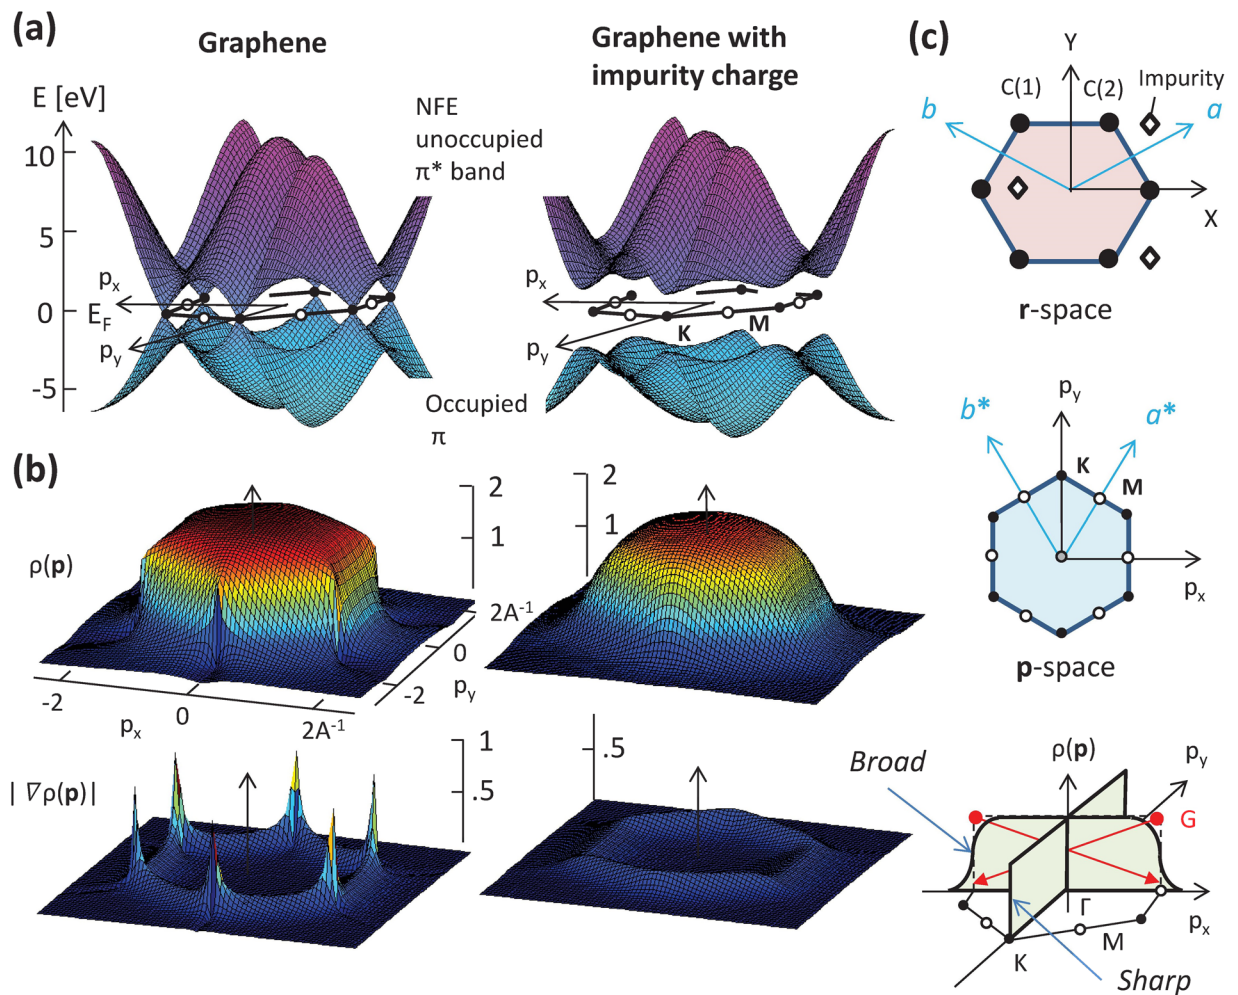 (a)
Graphene
Graphene with
impurity charge
E [eV]
10
5
0
-5
NFE
unoccupied
π* band
p_x
E_F
p_y
Occupied
π
p_x
p_y
K
M
(b)
ρ(p)
2
1
2A⁻¹
0
-2
p_y
-2
0
2A⁻¹
p_x
2
1
| ∇ρ(p)|
1
.5
.5
(c)
Y
C(1)
C(2)
Impurity
b
a
X
r-space
p_y
b*
a*
K
M
p_x
p-space
Broad
ρ(p)
p_y
G
Γ
p_x
M
K
Sharp